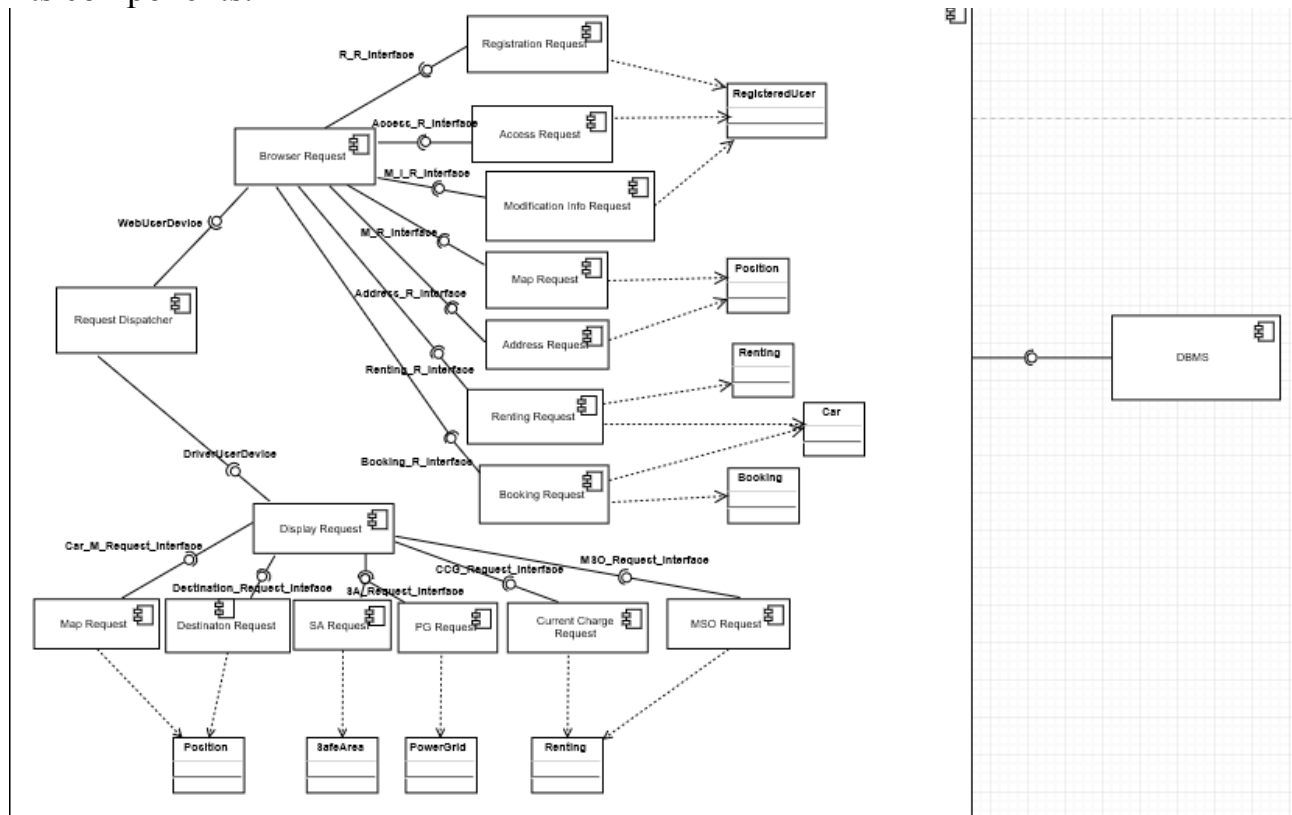 its components.
Registration Request
R_R_Interface
RegisteredUser
Access_R_Interface
Access Request
Browser Request
M_I_R_Interface
Modification Info Request
WebUserDevice
M_R_Interface
Map Request
Position
Address_R_Interface
Request Dispatcher
Address Request
Renting
DBMS
Renting_R_Interface
Renting Request
Car
DriverUserDevice
Booking_R_Interface
Booking Request
Booking
Display Request
Car_M_Request_Interface
MSO_Request_Interface
CCG_Request_Interface
Destination_Request_Inteface
SA_Request_Interface
Map Request
Destinaton Request
SA Request
PG Request
Current Charge
Request
MSO Request
Position
SafeArea
PowerGrid
Renting